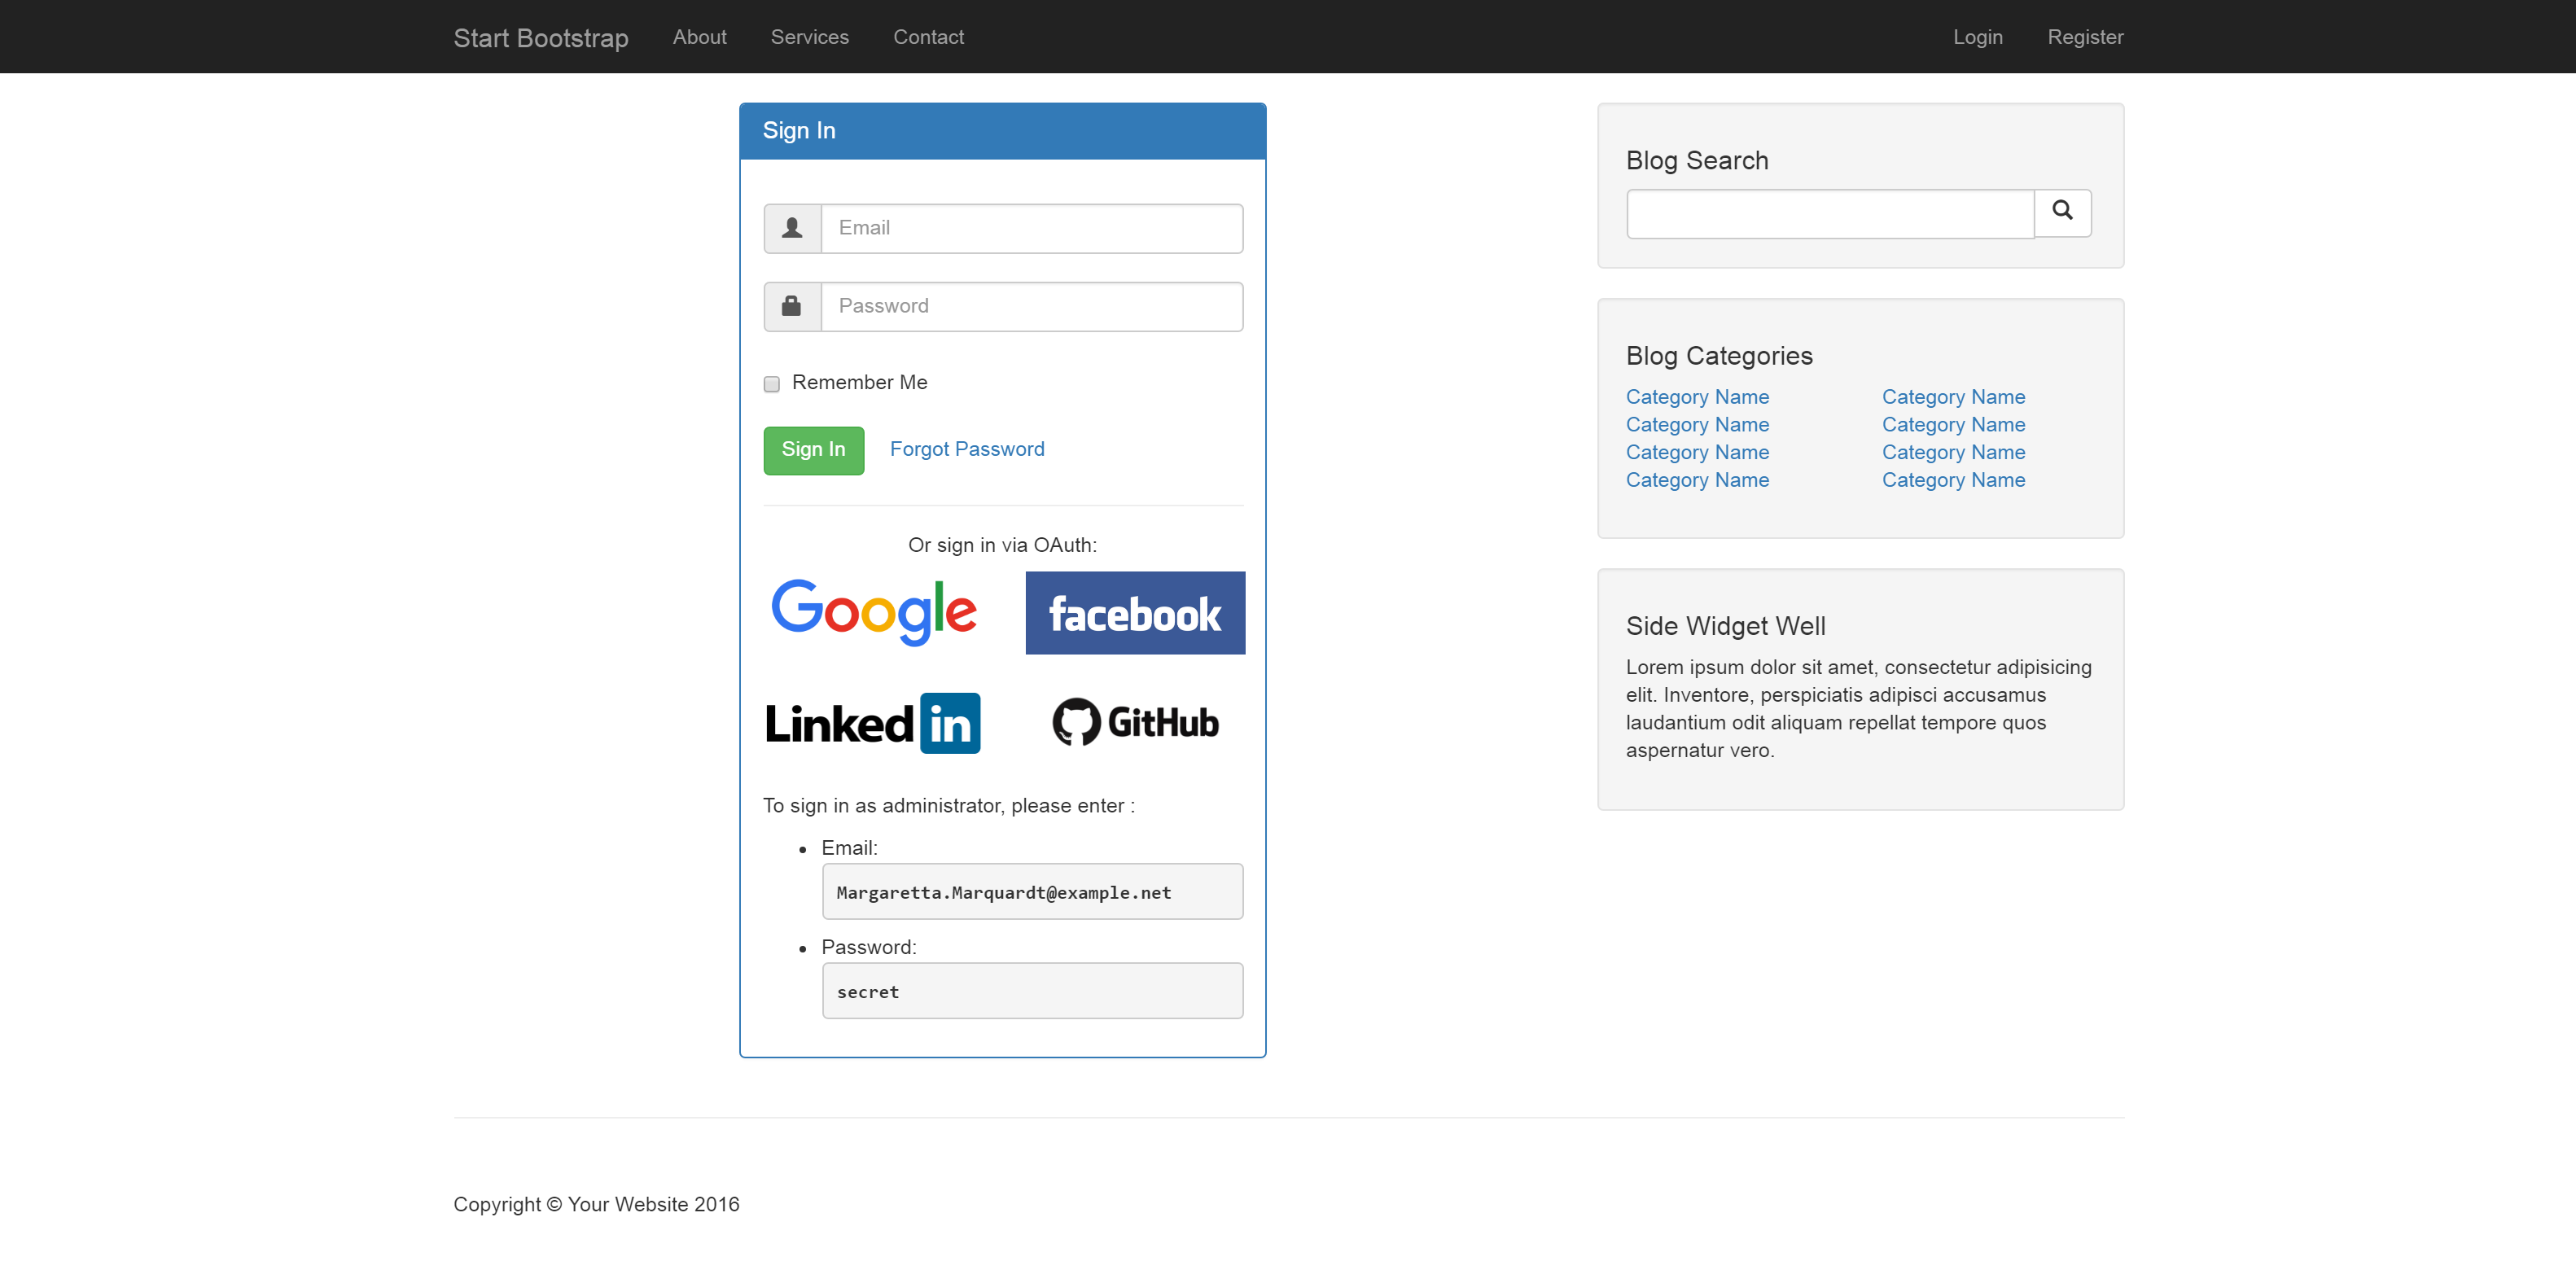 Start Bootstrap About Services Contact Login Register
Sign In
Email
Password
Remember Me
Sign In Forgot Password
Or sign in via OAuth:
Google facebook
Linked in GitHub
To sign in as administrator, please enter :
Email:
Margaretta.Marquardt@example.net
Password:
secret
Blog Search
Blog Categories
Category Name Category Name
Category Name Category Name
Category Name Category Name
Category Name Category Name
Side Widget Well
Lorem ipsum dolor sit amet, consectetur adipisicing
elit. Inventore, perspiciatis adipisci accusamus
laudantium odit aliquam repellat tempore quos
aspernatur vero.
Copyright © Your Website 2016